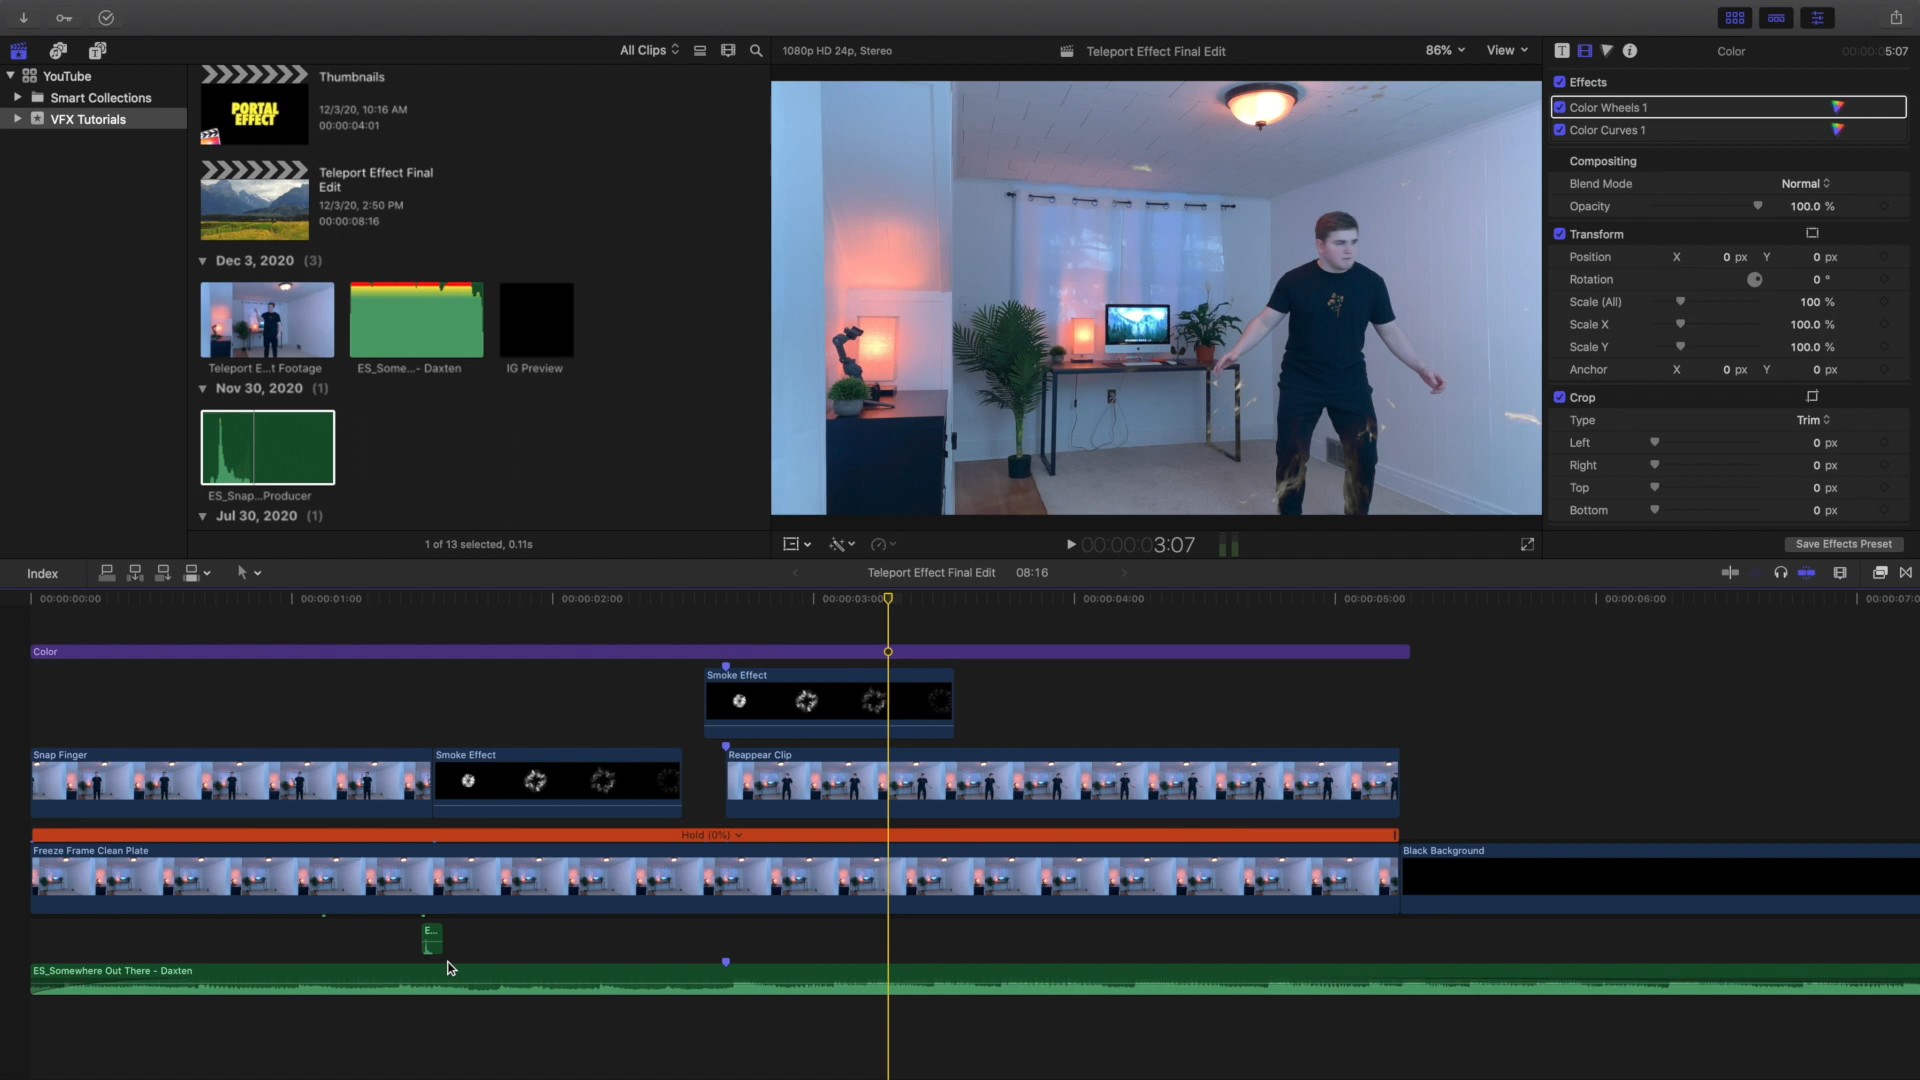 All Clips
1080p HD 24p, Stereo
Teleport Effect Final Edit
86%
View
Color
00:00:05:07
YouTube
Smart Collections
VFX Tutorials
Thumbnails
12/3/20, 10:16 AM
00:00:04:01
PORTAL
EFFECT
Teleport Effect Final
Edit
12/3/20, 2:50 PM
00:00:08:16
Dec 3, 2020 (3)
Teleport E...t Footage
ES_Some...- Daxten
IG Preview
Nov 30, 2020 (1)
ES_Snap...Producer
Jul 30, 2020 (1)
1 of 13 selected, 0.11s
00:00:03:07
Effects
Color Wheels 1
Color Curves 1
Compositing
Blend Mode Normal
Opacity 100.0 %
Transform
Position X 0 px Y 0 px
Rotation 0 °
Scale (All) 100 %
Scale X 100.0 %
Scale Y 100.0 %
Anchor X 0 px Y 0 px
Crop
Type Trim
Left 0 px
Right 0 px
Top 0 px
Bottom 0 px
Save Effects Preset
Index
Teleport Effect Final Edit 08:16
00:00:00:00 00:00:01:00 00:00:02:00 00:00:03:00 00:00:04:00 00:00:05:00 00:00:06:00 00:00:07:0
Color
Smoke Effect
Snap Finger
Smoke Effect
Reappear Clip
Hold (0%)
Freeze Frame Clean Plate
Black Background
E...
ES_Somewhere Out There - Daxten